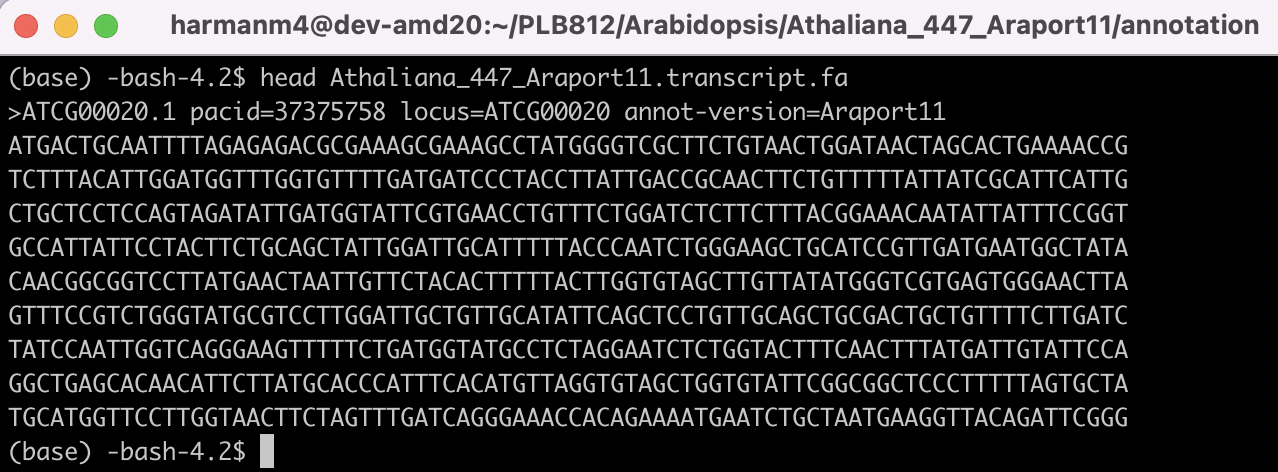 harmanm4@dev-amd20:~/PLB812/Arabidopsis/Athaliana_447_Araport11/annotation
(base) -bash-4.2$ head Athaliana_447_Araport11.transcript.fa
>ATCG00020.1 pacid=37375758 locus=ATCG00020 annot-version=Araport11
ATGACTGCAATTTTAGAGAGACGCGAAAGCGAAAGCCTATGGGGTCGCTTCTGTAACTGGATAACTAGCACTGAAAACCG
TCTTTACATTGGATGGTTTGGTGTTTTGATGATCCCTACCTTATTGACCGCAACTTCTGTTTTTATTATCGCATTCATTG
CTGCTCCTCCAGTAGATATTGATGGTATTCGTGAACCTGTTTCTGGATCTCTTCTTTACGGAAACAATATTATTTCCGGT
GCCATTATTCCTACTTCTGCAGCTATTGGATTGCATTTTTACCCAATCTGGGAAGCTGCATCCGTTGATGAATGGCTATA
CAACGGCGGTCCTTATGAACTAATTGTTCTACACTTTTTACTTGGTGTAGCTTGTTATATGGGTCGTGAGTGGGAACTTA
GTTTCCGTCTGGGTATGCGTCCTTGGATTGCTGTTGCATATTCAGCTCCTGTTGCAGCTGCGACTGCTGTTTTCTTGATC
TATCCAATTGGTCAGGGAAGTTTTTCTGATGGTATGCCTCTAGGAATCTCTGGTACTTTCAACTTTATGATTGTATTCCA
GGCTGAGCACAACATTCTTATGCACCCATTTCACATGTTAGGTGTAGCTGGTGTATTCGGCGGCTCCCTTTTTAGTGCTA
TGCATGGTTCCTTGGTAACTTCTAGTTTGATCAGGGAAACCACAGAAAATGAATCTGCTAATGAAGGTTACAGATTCGGG
(base) -bash-4.2$